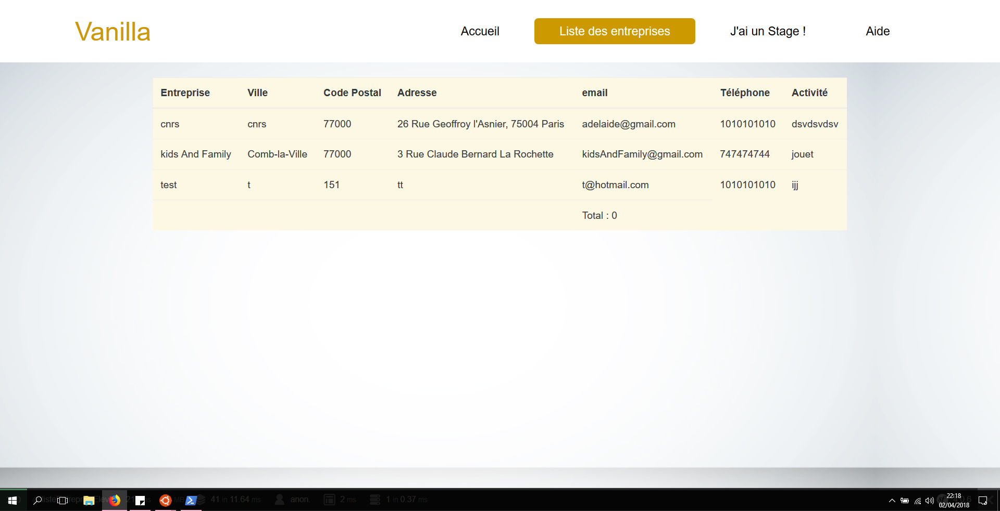 Vanilla Accueil Liste des entreprises J'ai un Stage ! Aide
Entreprise Ville Code Postal Adresse email Téléphone Activité
cnrs cnrs 77000 26 Rue Geoffroy l'Asnier, 75004 Paris adelaide@gmail.com 1010101010 dsvdsvdsv
kids And Family Comb-la-Ville 77000 3 Rue Claude Bernard La Rochette kidsAndFamily@gmail.com 747474744 jouet
test t 151 tt t@hotmail.com 1010101010 ijj
Total : 0
MB 41 in 11.64 ms anon. 2 ms 1 in 0.37 ms
22:18
02/04/2018